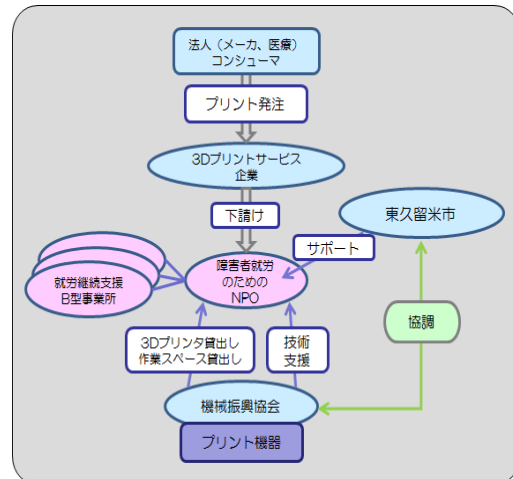 法人（メーカ、医療）
コンシューマ
プリント発注
3Dプリントサービス
企業
下請け
東久留米市
サポート
障害者就労
のための
NPO
就労継続支援
B型事業所
協調
3Dプリンタ貸出し
作業スペース貸出し
技術
支援
機械振興協会
プリント機器